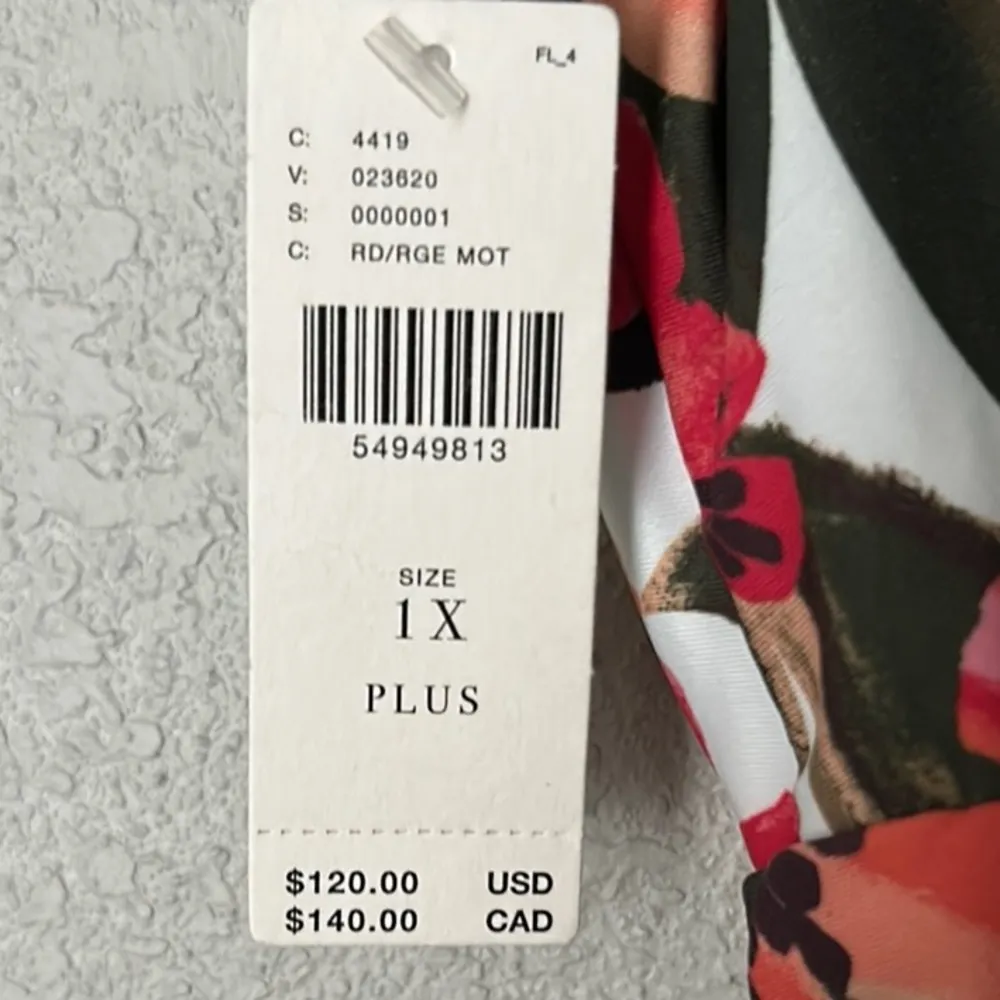 FL_4
C: 4419
V: 023620
S: 0000001
C: RD/RGE MOT
54949813
SIZE
1X
PLUS
$120.00 USD
$140.00 CAD